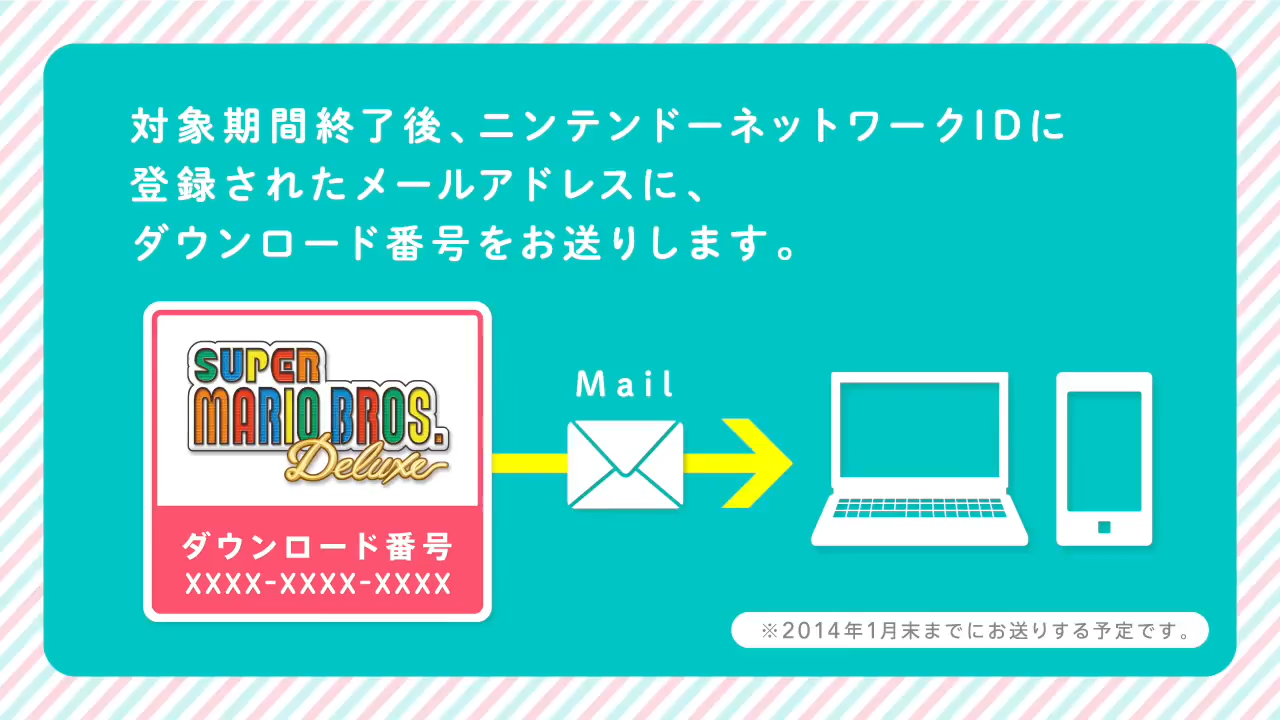 対象期間終了後、ニンテンドーネットワークIDに
登録されたメールアドレスに、
ダウンロード番号をお送りします。
SUPER
MARIO BROS.
Deluxe
ダウンロード番号
XXXX-XXXX-XXXX
Mail
※2014年1月末までにお送りする予定です。